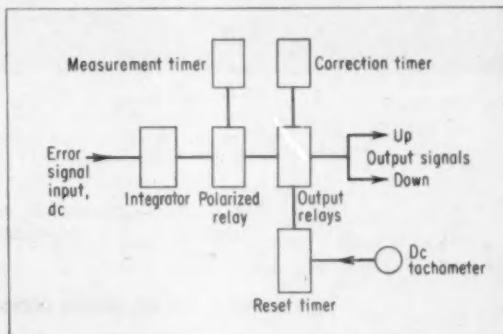 Measurement timer
Correction timer
Error
signal
input,
dc
Integrator
Polarized
relay
Output
relays
Up
Output signals
Down
Dc
tachometer
Reset timer